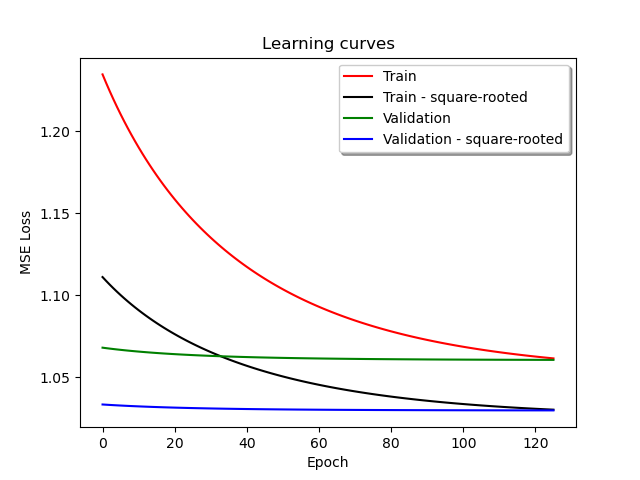 Learning curves
Train
Train - square-rooted
Validation
Validation - square-rooted
MSE Loss
1.20
1.15
1.10
1.05
0 20 40 60 80 100 120
Epoch